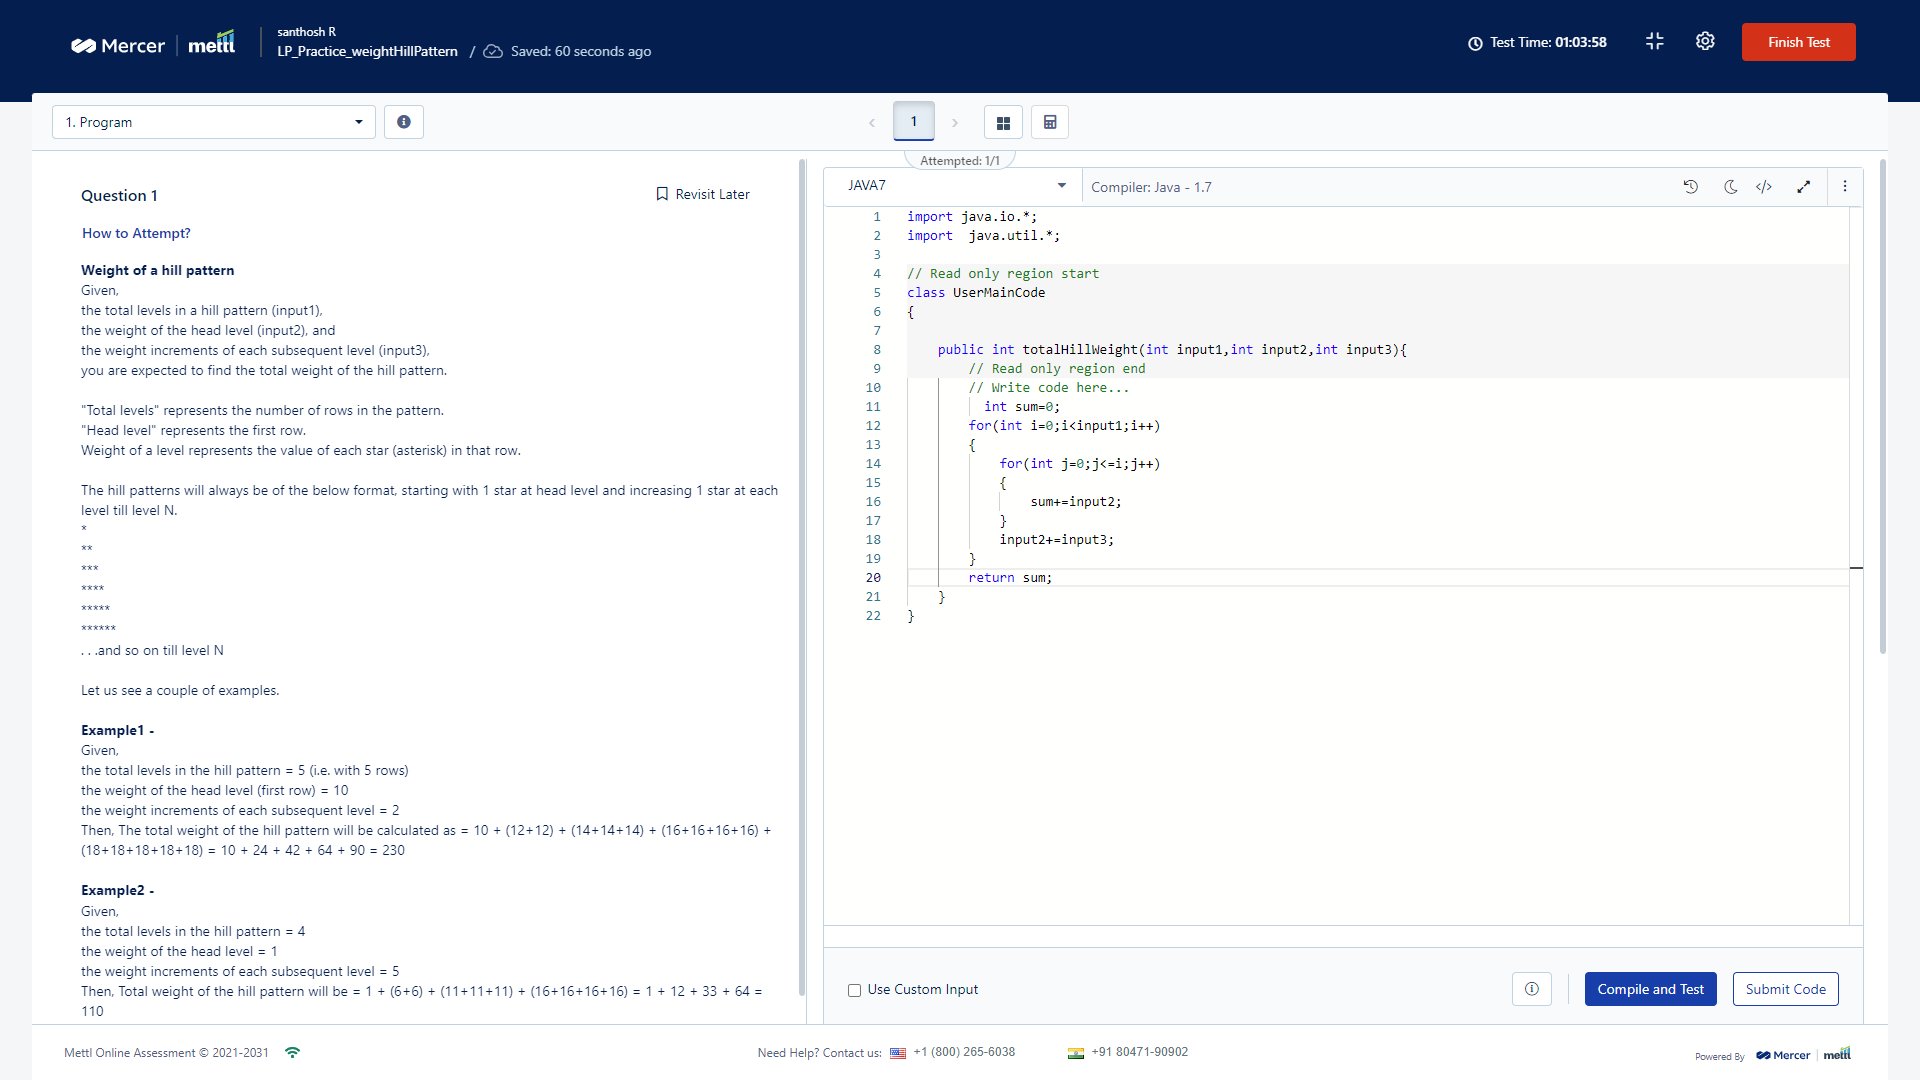 Mercer | mettl
santhosh R
LP_Practice_weightHillPattern / Saved: 60 seconds ago
Test Time: 01:03:58
Finish Test
1. Program
1
Attempted: 1/1
Question 1
Revisit Later
How to Attempt?
Weight of a hill pattern
Given,
the total levels in a hill pattern (input1),
the weight of the head level (input2), and
the weight increments of each subsequent level (input3),
you are expected to find the total weight of the hill pattern.
"Total levels" represents the number of rows in the pattern.
"Head level" represents the first row.
Weight of a level represents the value of each star (asterisk) in that row.
The hill patterns will always be of the below format, starting with 1 star at head level and increasing 1 star at each
level till level N.
*
**
***
****
*****
******
. . .and so on till level N
Let us see a couple of examples.
Example1 -
Given,
the total levels in the hill pattern = 5 (i.e. with 5 rows)
the weight of the head level (first row) = 10
the weight increments of each subsequent level = 2
Then, The total weight of the hill pattern will be calculated as = 10 + (12+12) + (14+14+14) + (16+16+16+16) +
(18+18+18+18+18) = 10 + 24 + 42 + 64 + 90 = 230
Example2 -
Given,
the total levels in the hill pattern = 4
the weight of the head level = 1
the weight increments of each subsequent level = 5
Then, Total weight of the hill pattern will be = 1 + (6+6) + (11+11+11) + (16+16+16+16) = 1 + 12 + 33 + 64 =
110
JAVA7
Compiler: Java - 1.7
1 import java.io.*;
2 import  java.util.*;
3
4 // Read only region start
5 class UserMainCode
6 {
7
8     public int totalHillWeight(int input1,int input2,int input3){
9         // Read only region end
10         // Write code here...
11           int sum=0;
12         for(int i=0;i<input1;i++)
13         {
14             for(int j=0;j<=i;j++)
15             {
16                 sum+=input2;
17             }
18             input2+=input3;
19         }
20         return sum;
21     }
22 }
Use Custom Input
Compile and Test
Submit Code
Mettl Online Assessment © 2021-2031
Need Help? Contact us: +1 (800) 265-6038
+91 80471-90902
Powered By Mercer | mettl